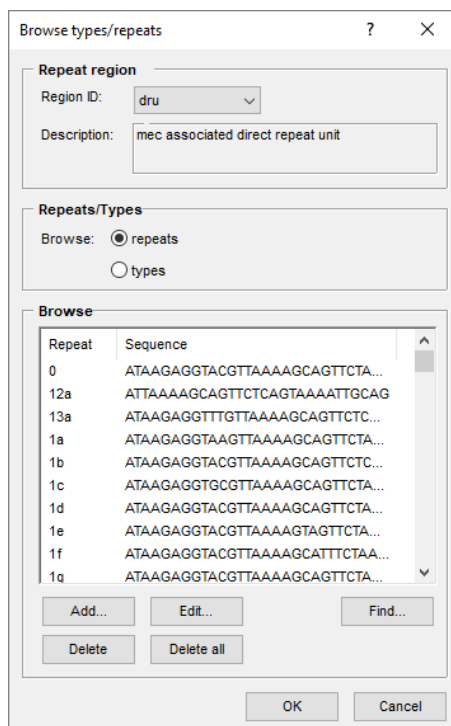 Browse types/repeats ?
Repeat region
Region ID: dru
Description: mec associated direct repeat unit
Repeats/Types
Browse: repeats
types
Browse
Repeat Sequence
0 ATAAGAGGTACGTTAAAAGCAGTTCTA...
12a ATTAAAAGCAGTTCTCAGTAAAATTGCAG
13a ATAAGAGGTTTGTTAAAAGCAGTTCTC...
1a ATAAGAGGTAAGTTAAAAGCAGTTCTA...
1b ATAAGAGGTACGTTAAAAGCAGTTCTC...
1c ATAAGAGGTGCGTTAAAAGCAGTTCTA...
1d ATAAGAGGTACGTTAAAAGCAGTTCTA...
1e ATAAGAGGTACGTTAAAAGTAGTTCTA...
1f ATAAGAGGTACGTTAAAAGCATTTCTAA...
1g ATAAGAGGTACGTTAAAAGCAGTTCTA...
Add... Edit... Find...
Delete Delete all
OK Cancel